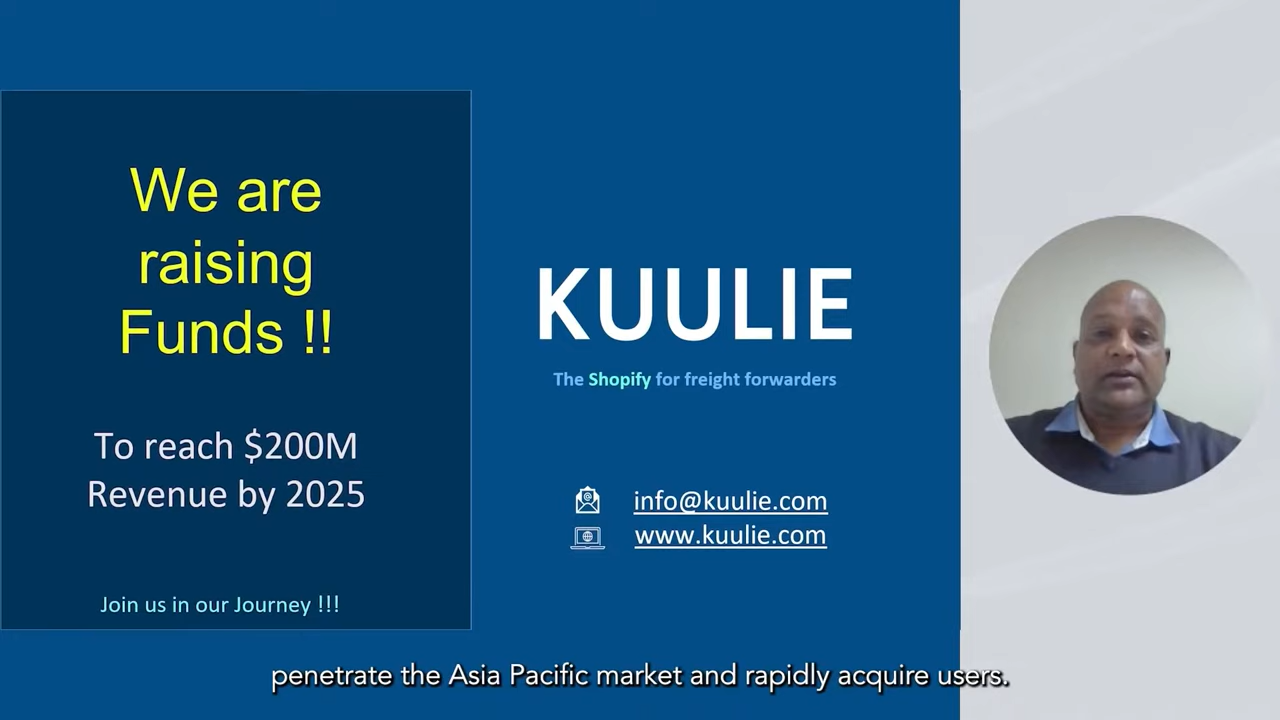 We are
raising
Funds !!
To reach $200M
Revenue by 2025
Join us in our Journey !!!
KUULIE
The Shopify for freight forwarders
info@kuulie.com
www.kuulie.com
penetrate the Asia Pacific market and rapidly acquire users.